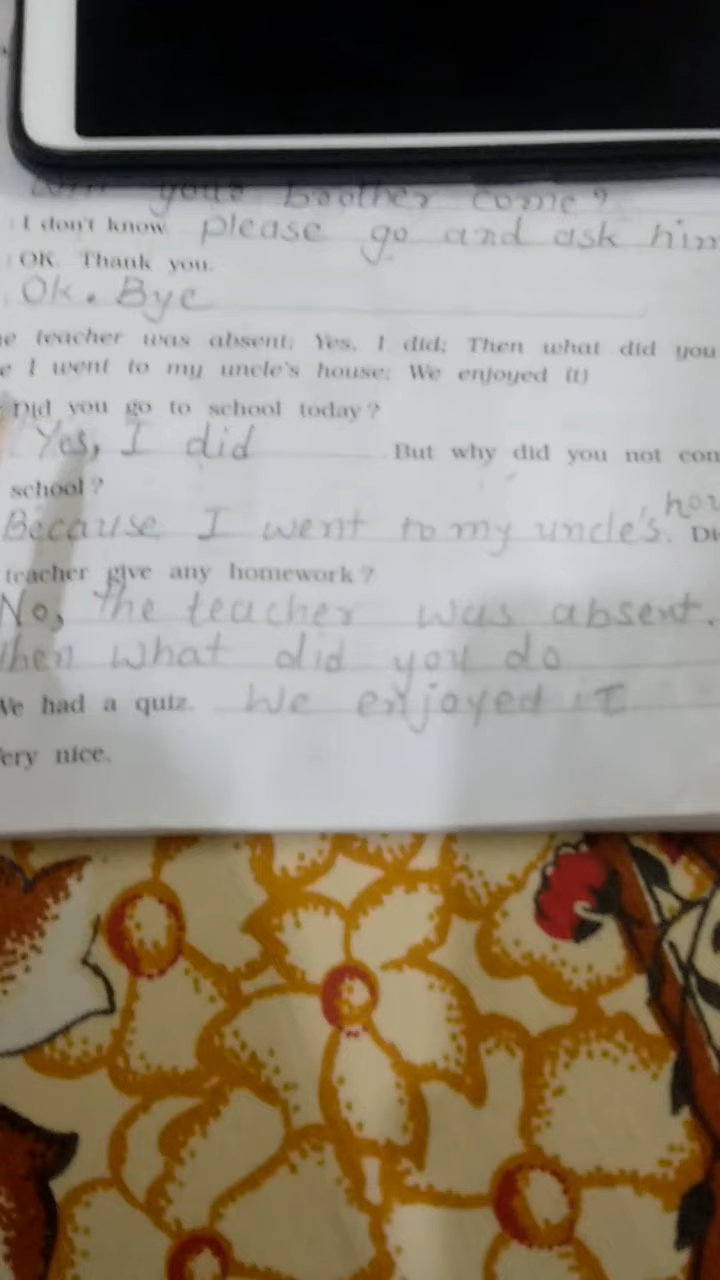 your brother come?
I don't know please go and ask him
OK. Thank you.
Ok. Bye
teacher was absent; Yes, I did; Then what did you
I went to my uncle's house; We enjoyed it)
Did you go to school today?
Yes, I did But why did you not
school?
hou
Because I went to my uncle's. Di
teacher give any homework?
No, the teacher was absent.
then what did you do
We had a quiz. We enjoyed it
ery nice.